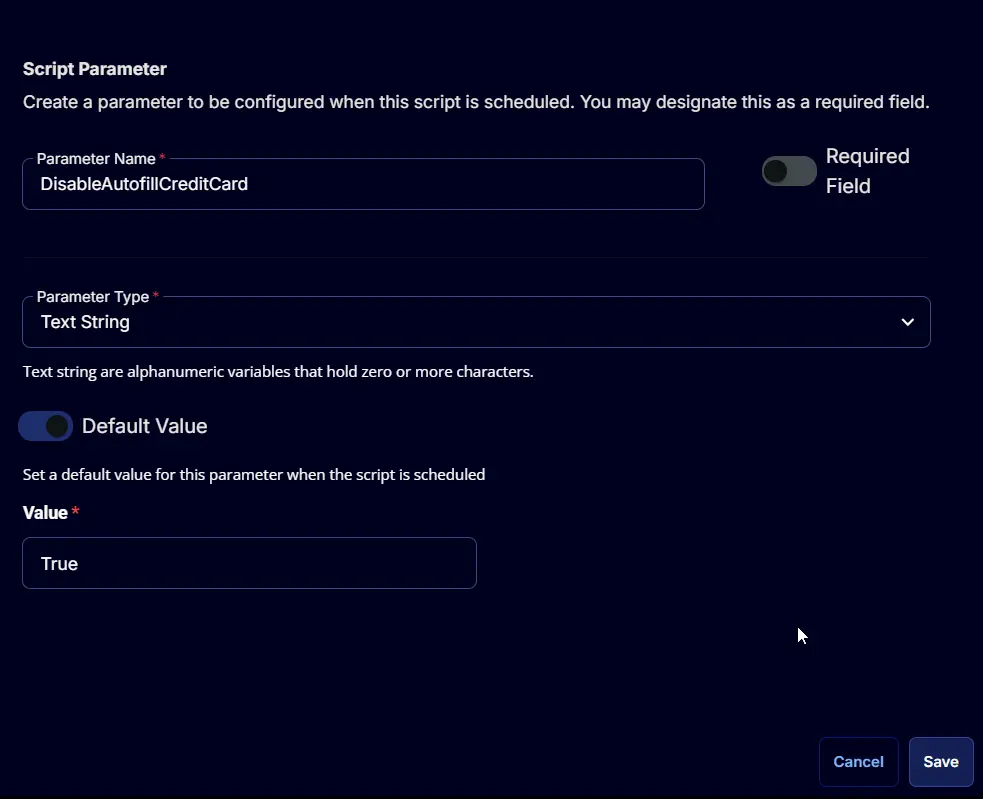 Script Parameter
Create a parameter to be configured when this script is scheduled. You may designate this as a required field.
Parameter Name *
DisableAutofillCreditCard
Required
Field
Parameter Type *
Text String
Text string are alphanumeric variables that hold zero or more characters.
Default Value
Set a default value for this parameter when the script is scheduled
Value *
True
Cancel
Save